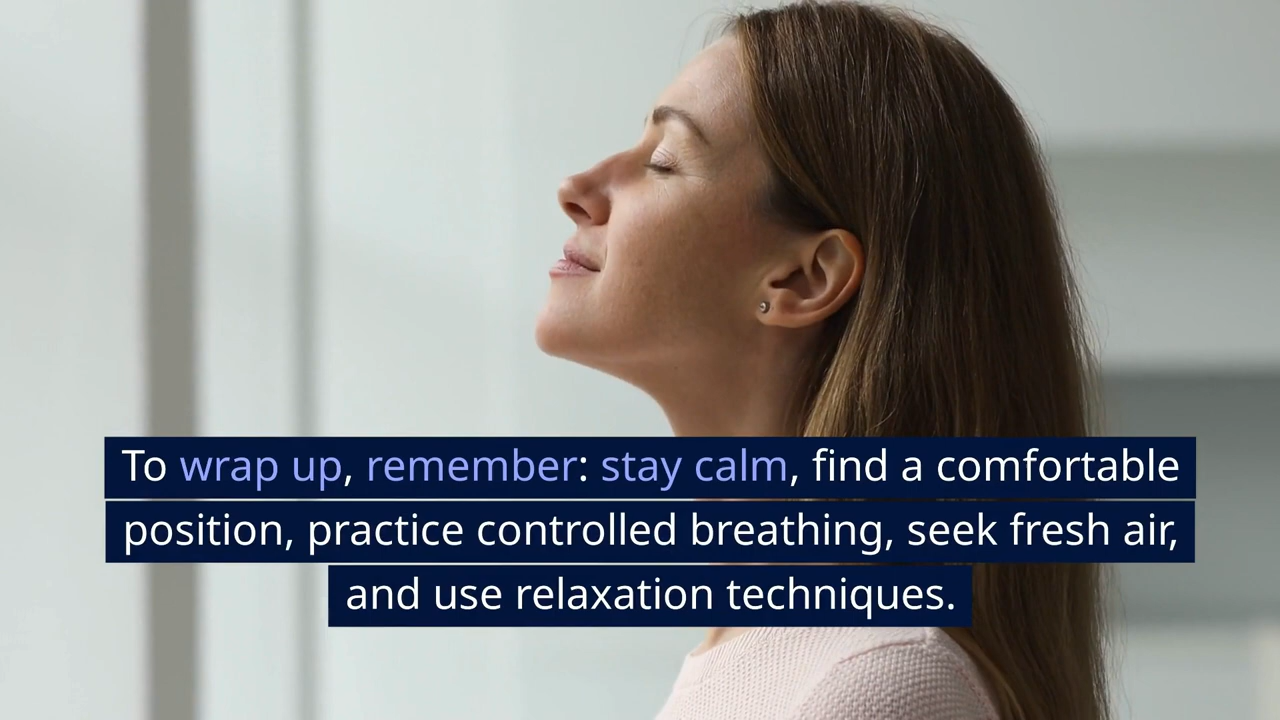 To wrap up, remember: stay calm, find a comfortable
position, practice controlled breathing, seek fresh air,
and use relaxation techniques.